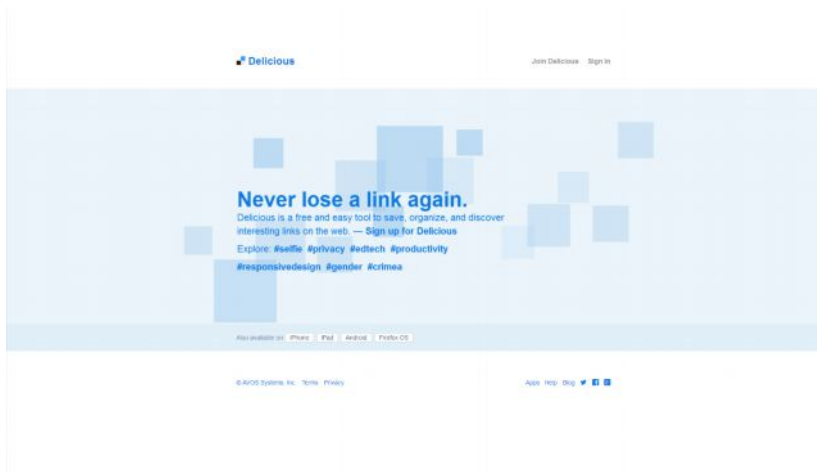 Delicious
Join Delicious Sign In
Never lose a link again.
Delicious is a free and easy tool to save, organize, and discover
interesting links on the web. — Sign up for Delicious
Explore: #selfie #privacy #edtech #productivity
#responsivedesign #gender #crimea
Also available on: iPhone iPad Android Firefox OS
© AVOS Systems, Inc. Terms Privacy
Apps Help Blog